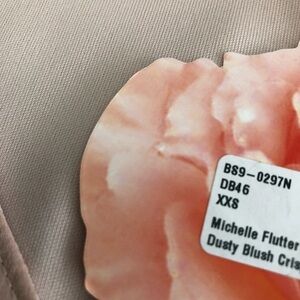 BS9-0297N
DB46
XXS
Michelle Flutter
Dusty Blush Cris